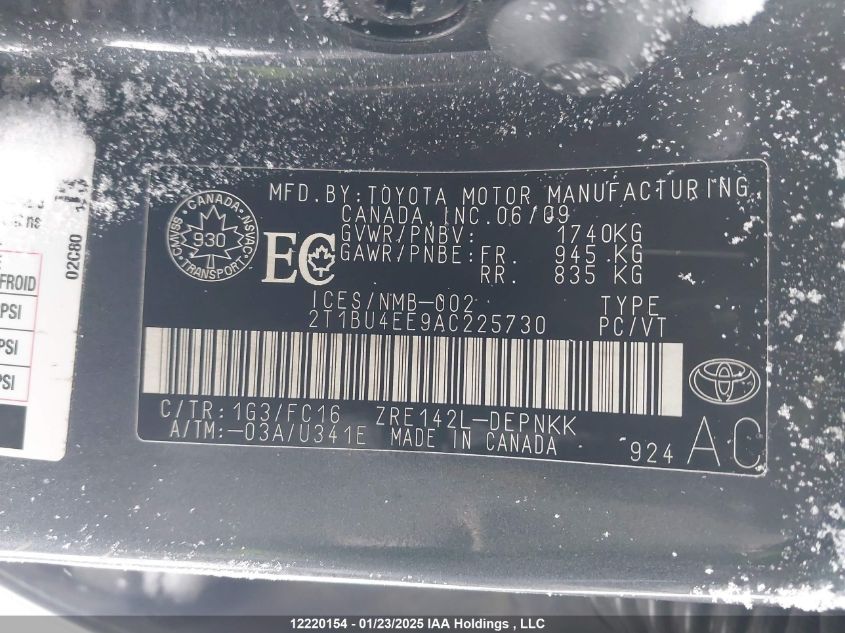 MFD.BY:TOYOTA MOTOR MANUFACTURING
CANADA,INC.06/09
GVWR/PNBV: 1740KG
GAWR/PNBE:FR. 945 KG
RR. 835 KG
CANADA
CMVSS NSVAC
930
TRANSPORT
EC
ICES/NMB-002 TYPE
2T1BU4EE9AC225730 PC/VT
C/TR:1G3/FC16 ZRE142L-DEPNKK
A/TM:-03A/U341E MADE IN CANADA
924 AC
02C80
FROID
PSI
PSI
PSI
12220154 - 01/23/2025 IAA Holdings , LLC